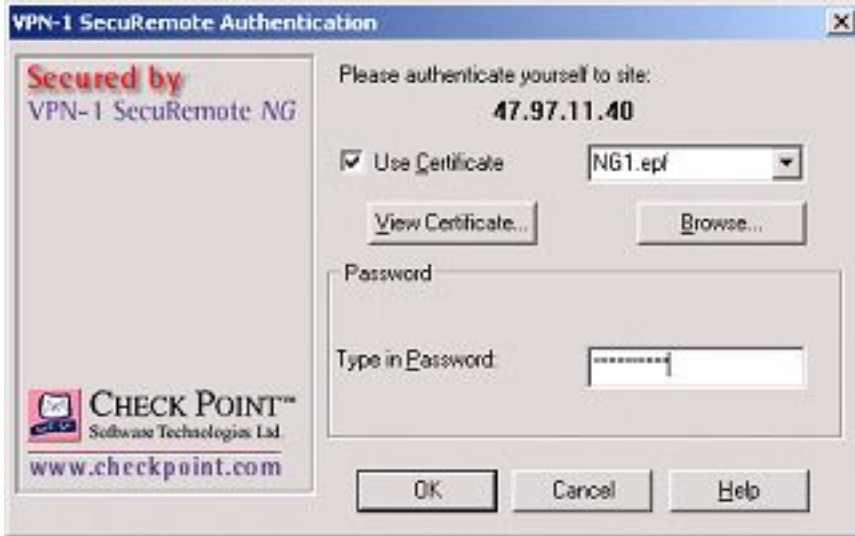 VPN-1 SecuRemote Authentication
Secured by
VPN-1 SecuRemote NG
CHECK POINT™
Software Technologies Ltd.
www.checkpoint.com
Please authenticate yourself to site:
47.97.11.40
Use Certificate
NG1.epf
View Certificate...
Browse...
Password
Type in Password:
**********
OK
Cancel
Help